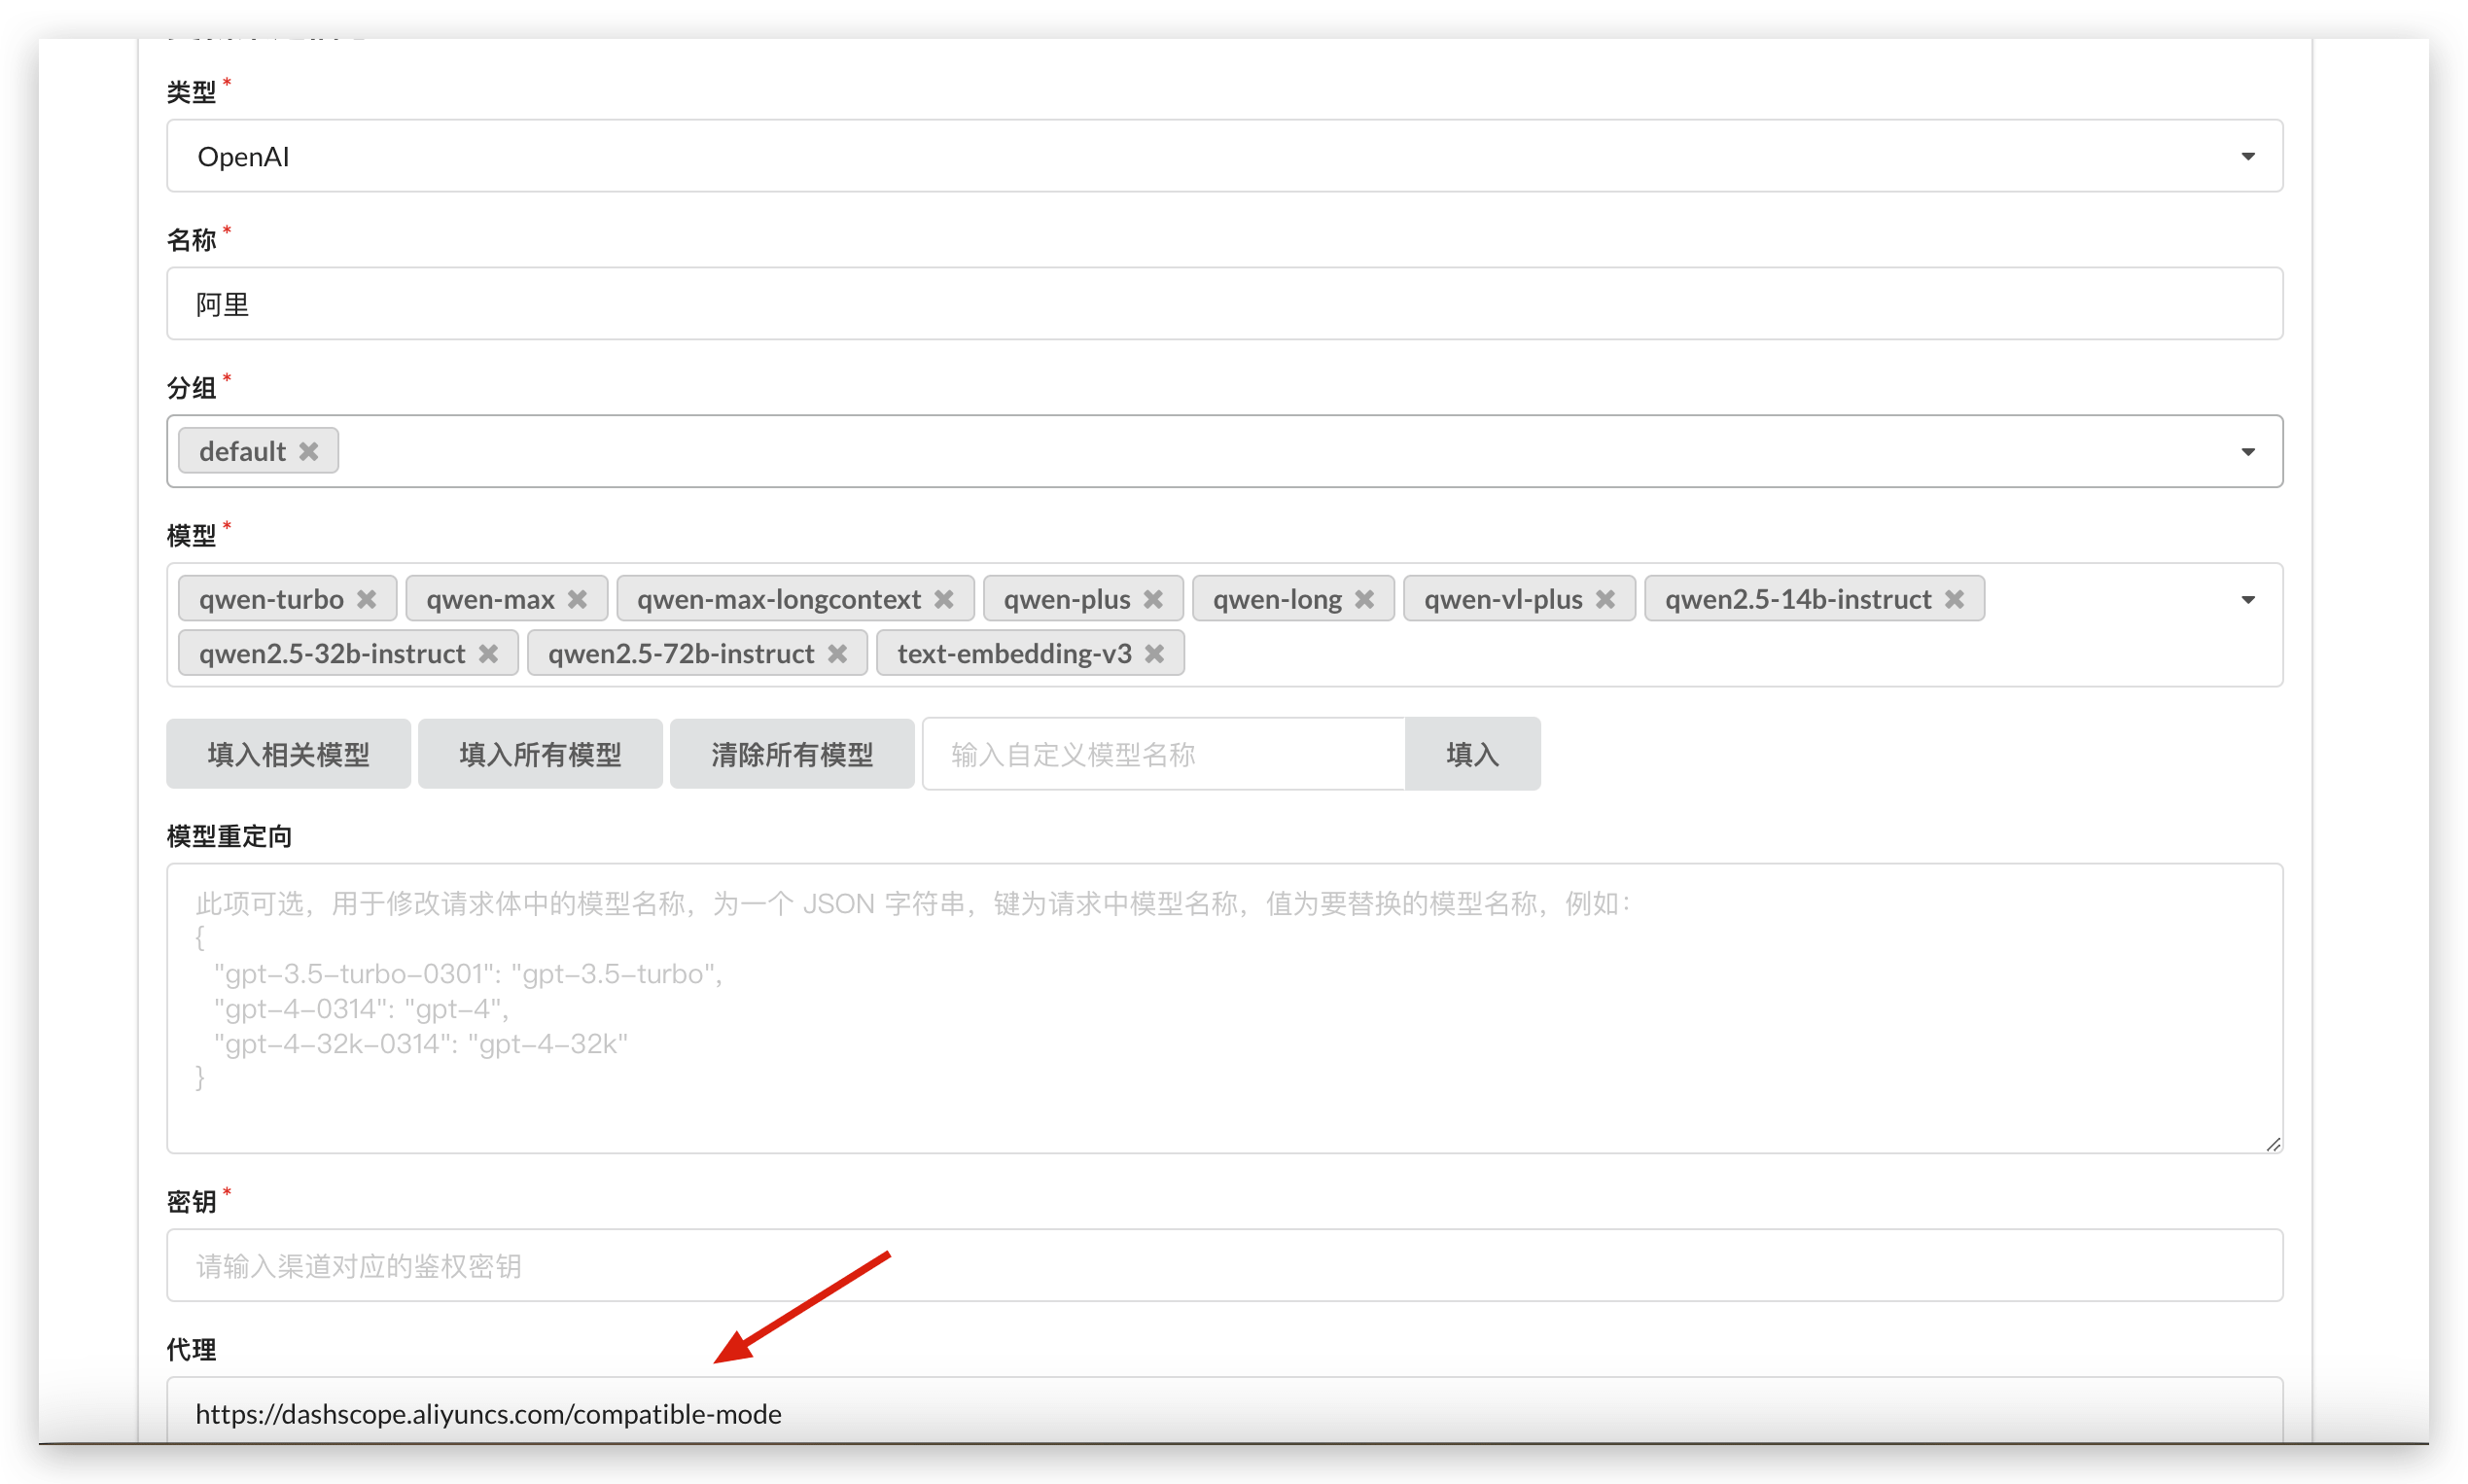 类型 *
OpenAI
名称 *
阿里
分组 *
default
模型 *
qwen-turbo qwen-max qwen-max-longcontext qwen-plus qwen-long qwen-vl-plus qwen2.5-14b-instruct
qwen2.5-32b-instruct qwen2.5-72b-instruct text-embedding-v3
填入相关模型 填入所有模型 清除所有模型 输入自定义模型名称 填入
模型重定向
此项可选，用于修改请求体中的模型名称，为一个 JSON 字符串，键为请求中模型名称，值为要替换的模型名称，例如：
{
"gpt-3.5-turbo-0301": "gpt-3.5-turbo",
"gpt-4-0314": "gpt-4",
"gpt-4-32k-0314": "gpt-4-32k"
}
密钥 *
请输入渠道对应的鉴权密钥
代理
https://dashscope.aliyuncs.com/compatible-mode